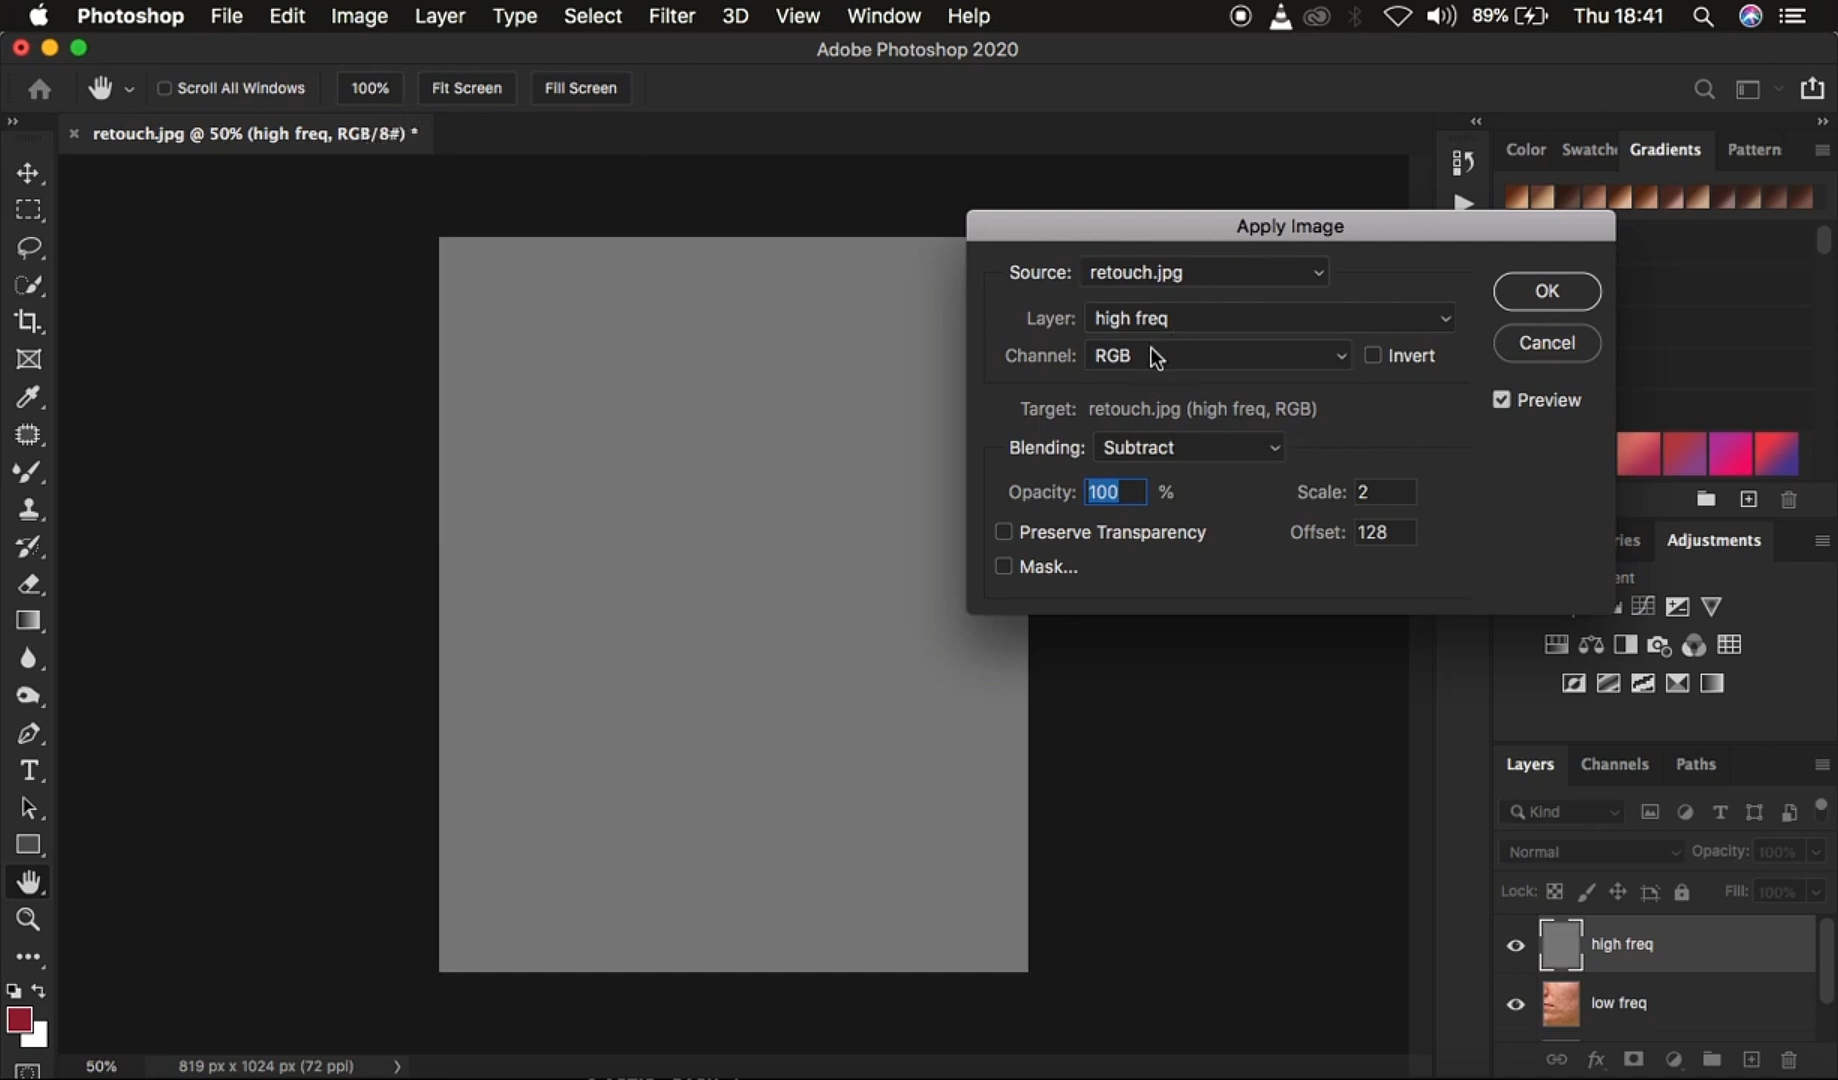 Photoshop File Edit Image Layer Type Select Filter 3D View Window Help 89% Thu 18:41
Adobe Photoshop 2020
Scroll All Windows 100% Fit Screen Fill Screen
retouch.jpg @ 50% (high freq, RGB/8#) *
Color Swatche Gradients Pattern
Apply Image
Source: retouch.jpg
OK
Layer: high freq
Cancel
Channel: RGB Invert
Preview
Target: retouch.jpg (high freq, RGB)
Blending: Subtract
Opacity: 100 % Scale: 2
Preserve Transparency Offset: 128
Mask...
ries Adjustments
ent
Layers Channels Paths
Kind
Normal Opacity: 100%
Lock: Fill: 100%
high freq
low freq
50% 819 px x 1024 px (72 ppi)